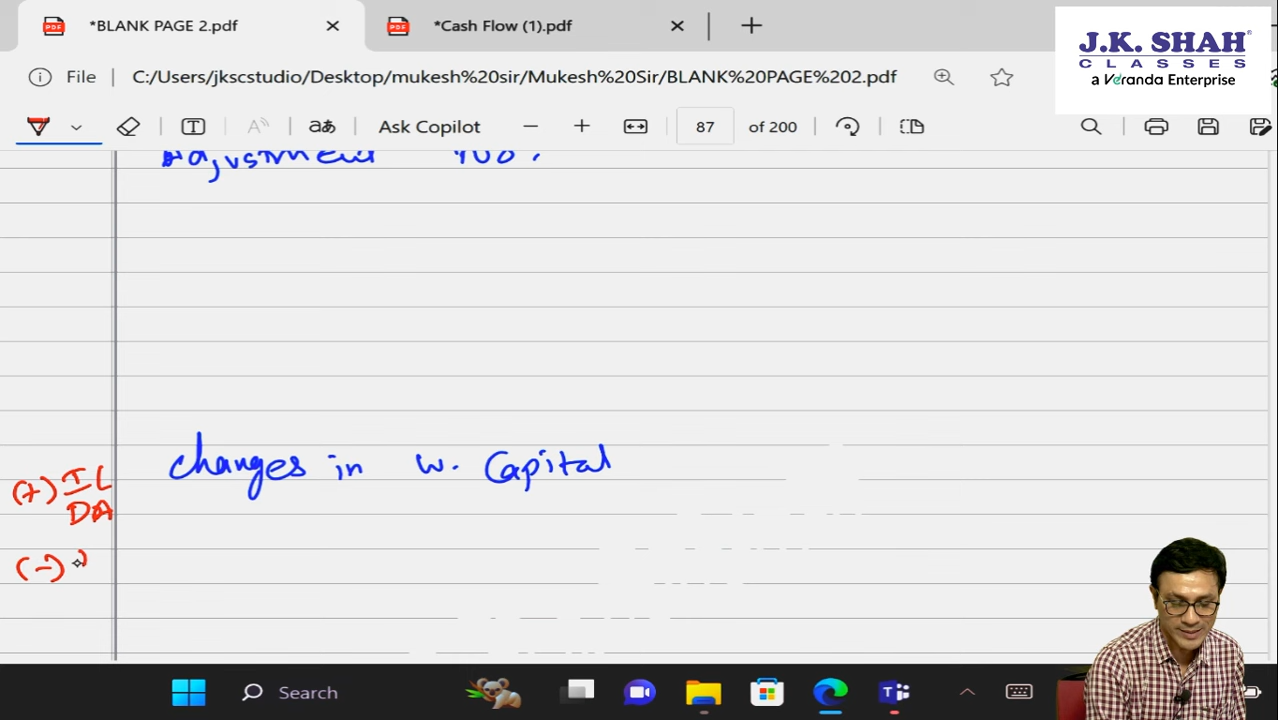 *BLANK PAGE 2.pdf
*Cash Flow (1).pdf
J.K. SHAH
CLASSES
a Veranda Enterprise
File
C:/Users/jkscstudio/Desktop/mukesh%20sir/Mukesh%20Sir/BLANK%20PAGE%202.pdf
Ask Copilot
87 of 200
Adjustment
changes in w. Capital
(+) IL
DA
(-)
Search